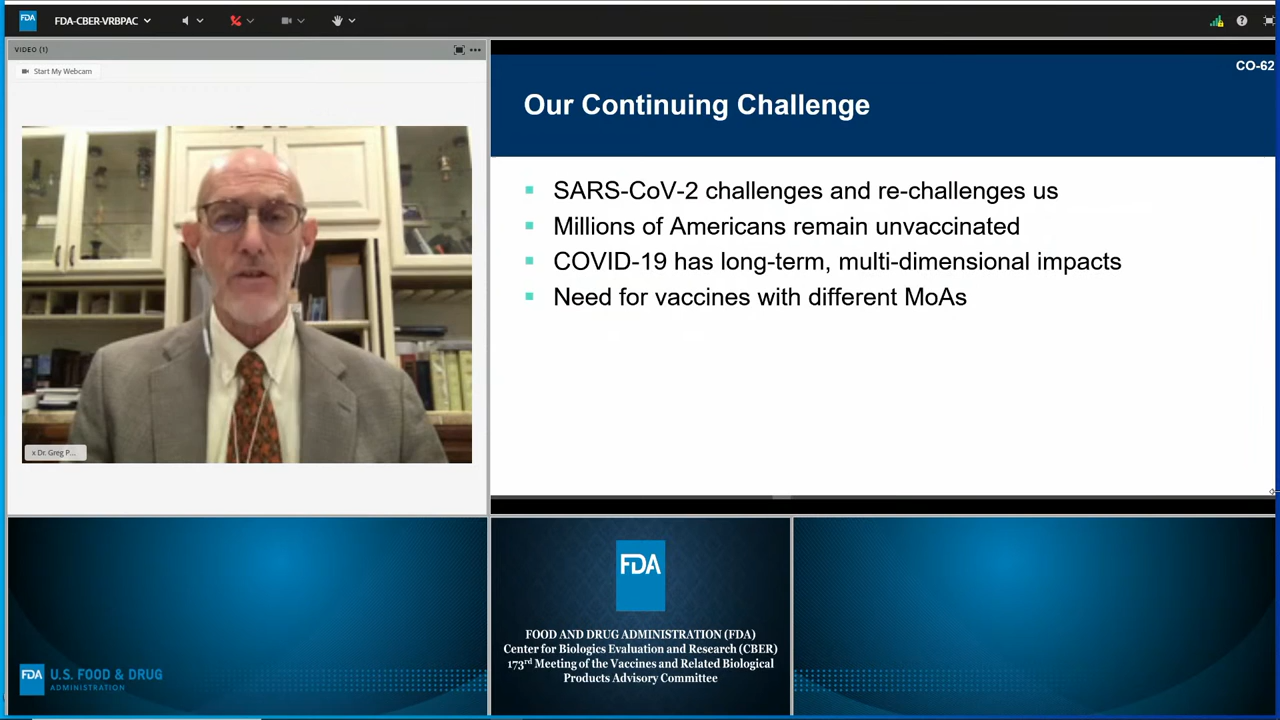 FDA
FDA-CBER-VRBPAC
VIDEO (1)
Start My Webcam
x Dr. Greg P...
CO-62
Our Continuing Challenge
SARS-CoV-2 challenges and re-challenges us
Millions of Americans remain unvaccinated
COVID-19 has long-term, multi-dimensional impacts
Need for vaccines with different MoAs
FDA U.S. FOOD & DRUG
ADMINISTRATION
FDA
FOOD AND DRUG ADMINISTRATION (FDA)
Center for Biologics Evaluation and Research (CBER)
173rd Meeting of the Vaccines and Related Biological
Products Advisory Committee